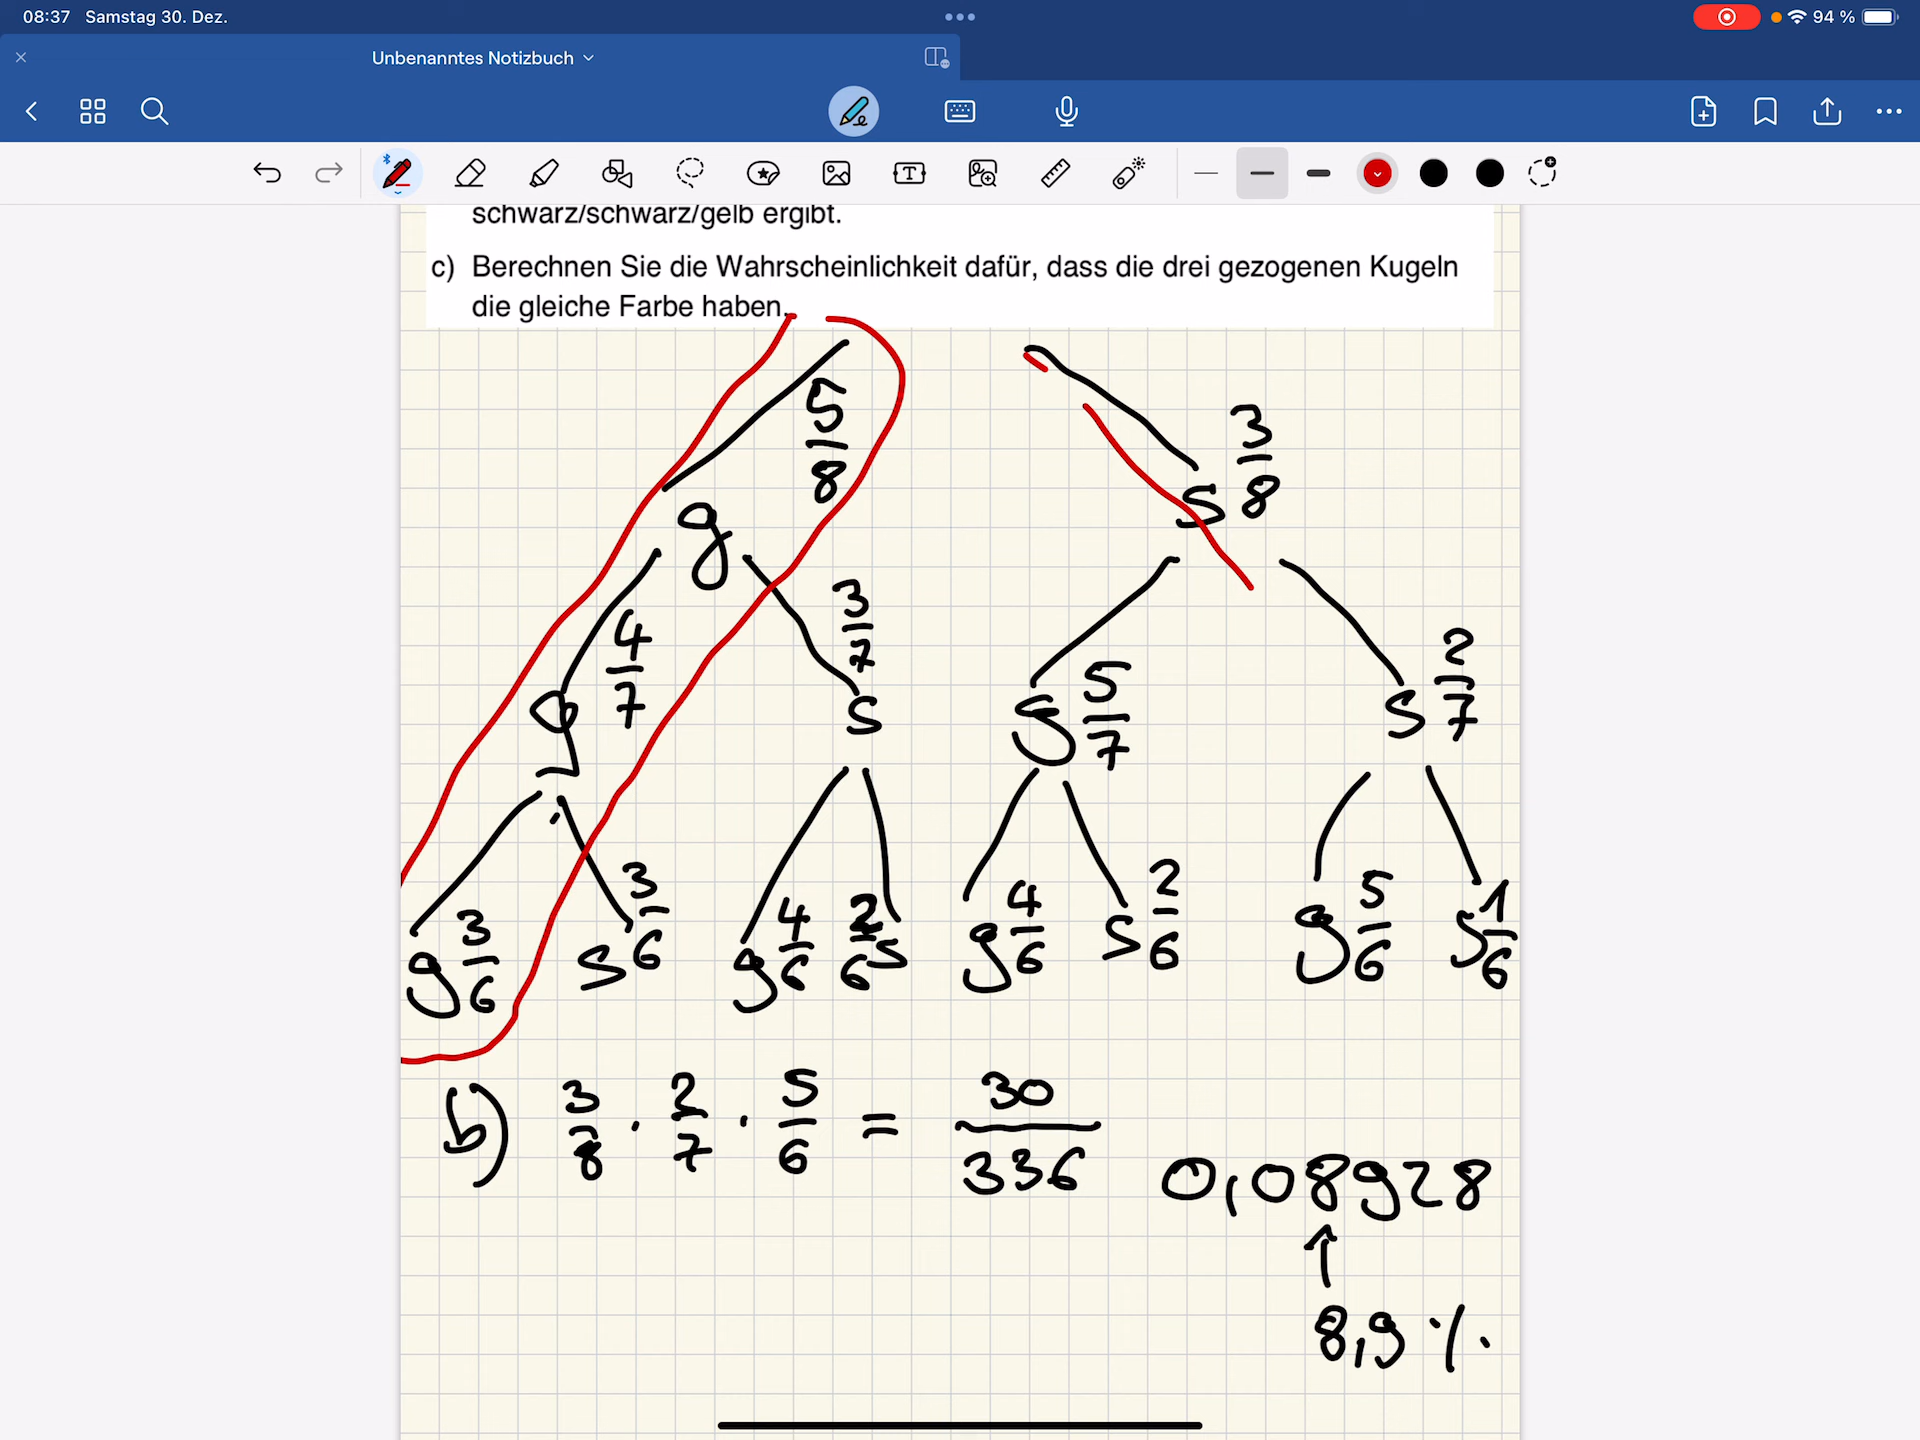 08:37 Samstag 30. Dez.
94 %
Unbenanntes Notizbuch
schwarz/schwarz/gelb ergibt.
c) Berechnen Sie die Wahrscheinlichkeit dafür, dass die drei gezogenen Kugeln
die gleiche Farbe haben.
5/8
3/8
g
s
4/7
3/7
5/7
2/7
g
s
g
s
g 3/6
s 3/6
g 4/6
2/6 s
g 4/6
s 2/6
g 5/6
s 1/6
b) 3/8 · 2/7 · 5/6 = 30/336
0,08928
8,9 %